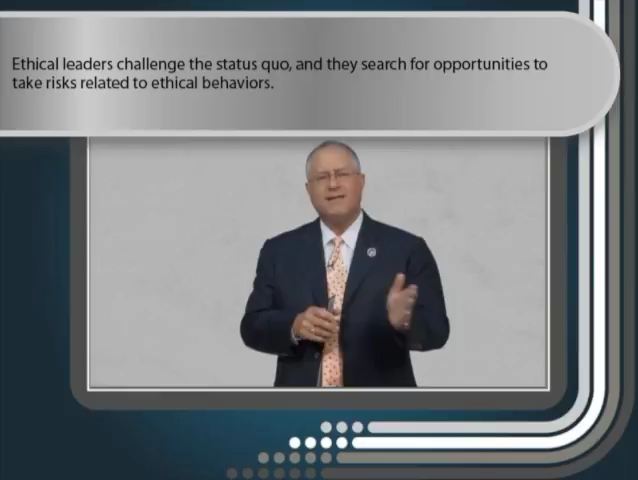 Ethical leaders challenge the status quo, and they search for opportunities to
take risks related to ethical behaviors.